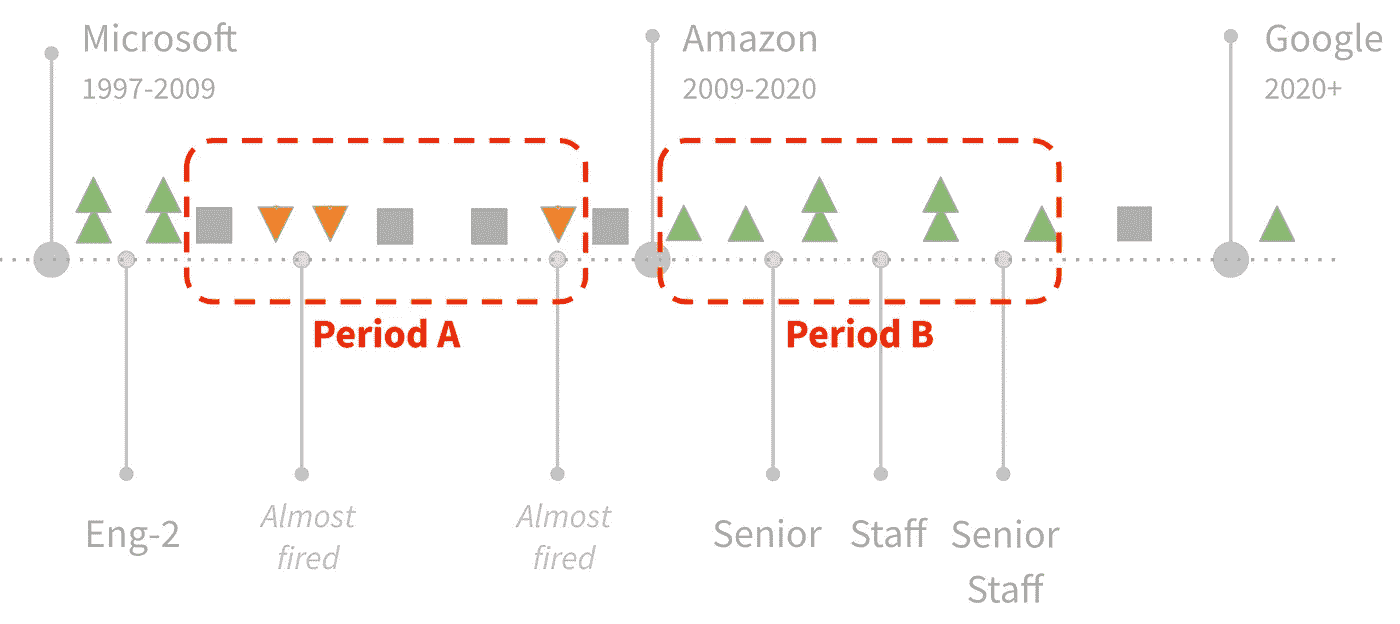 Microsoft
1997-2009
Amazon
2009-2020
Google
2020+
Period A
Period B
Eng-2
Almost
fired
Almost
fired
Senior
Staff
Senior
Staff